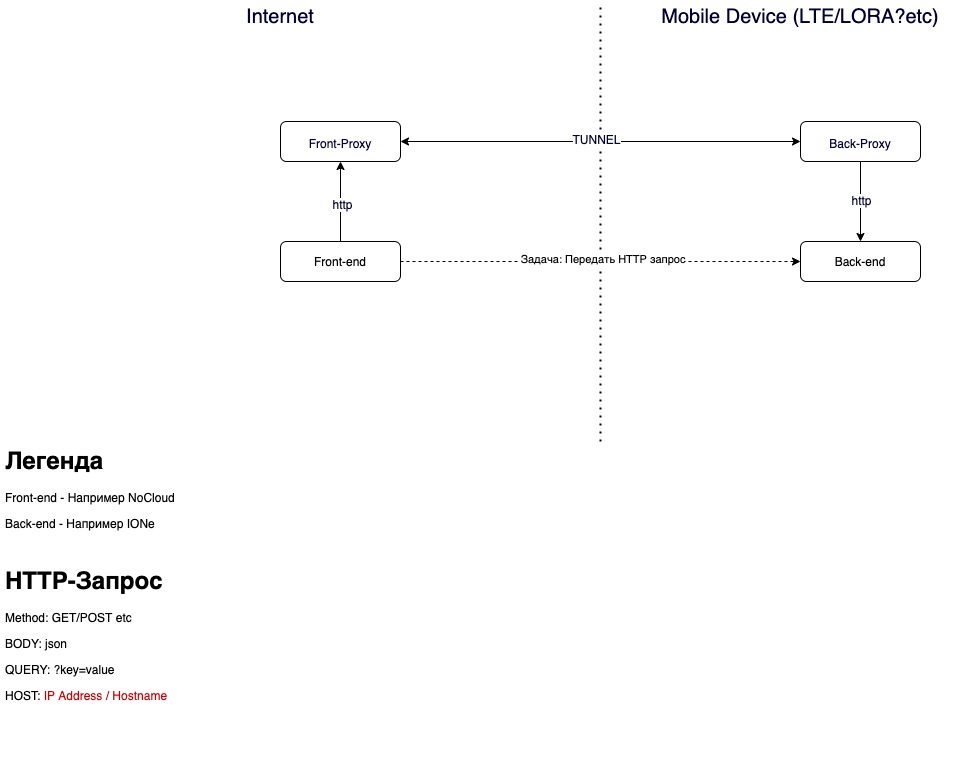 Internet
Mobile Device (LTE/LORA?etc)
Front-Proxy
TUNNEL
Back-Proxy
http
http
Front-end
Задача: Передать HTTP запрос
Back-end
Легенда
Front-end - Например NoCloud
Back-end - Например IONe
HTTP-Запрос
Method: GET/POST etc
BODY: json
QUERY: ?key=value
HOST: IP Address / Hostname